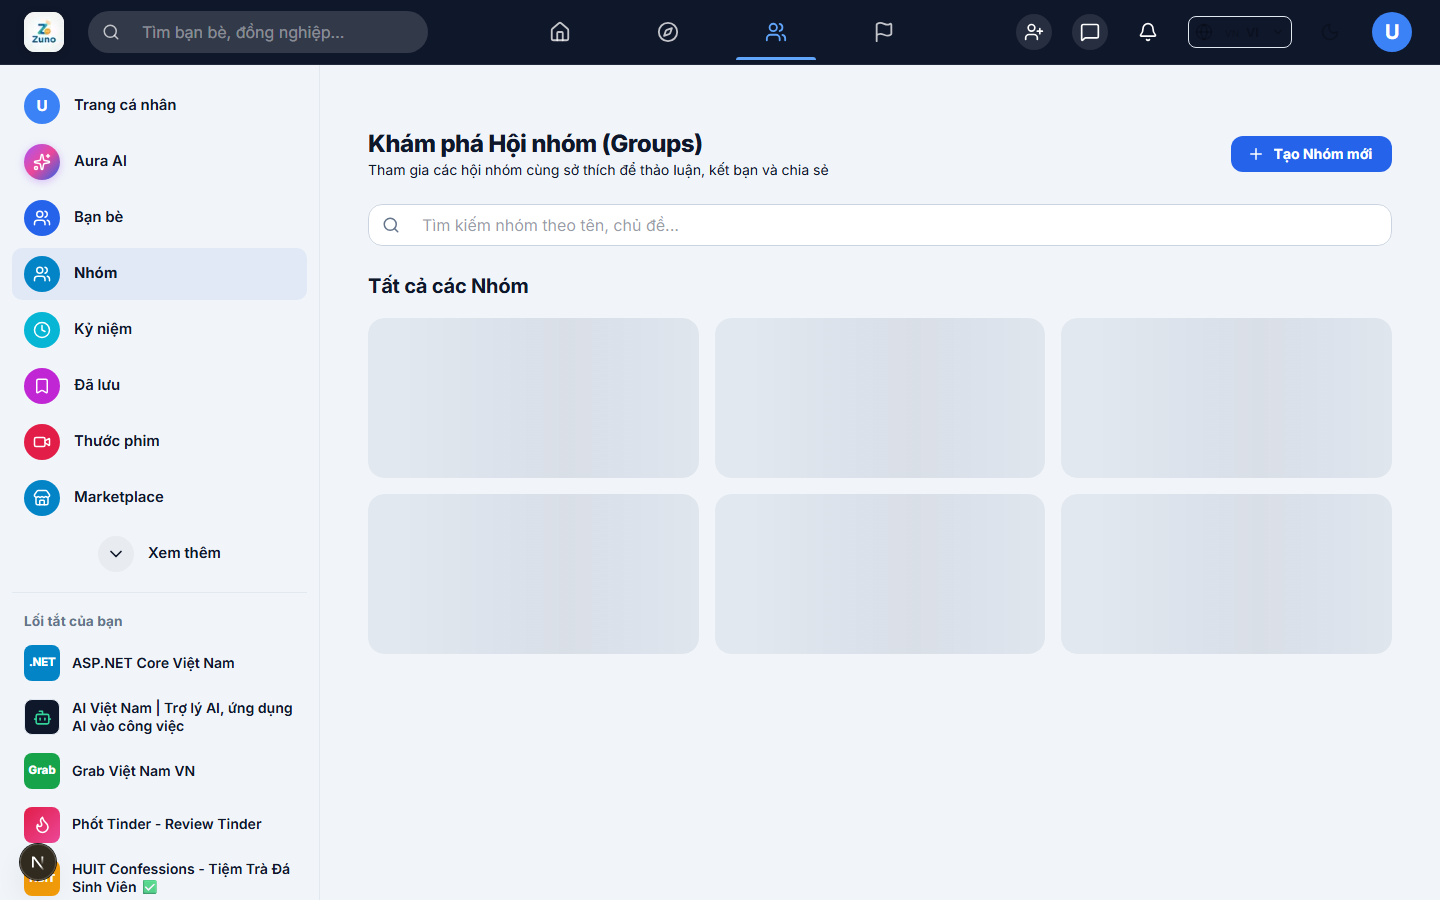 Zuno
Tìm bạn bè, đồng nghiệp...
U
U
Trang cá nhân
Aura AI
Bạn bè
Nhóm
Kỷ niệm
Đã lưu
Thước phim
Marketplace
Xem thêm
Lối tắt của bạn
.NET
ASP.NET Core Việt Nam
AI Việt Nam | Trợ lý AI, ứng dụng
AI vào công việc
Grab
Grab Việt Nam VN
Phốt Tinder - Review Tinder
N
HUIT Confessions - Tiệm Trà Đá
Sinh Viên ✅
Khám phá Hội nhóm (Groups)
Tham gia các hội nhóm cùng sở thích để thảo luận, kết bạn và chia sẻ
Tạo Nhóm mới
Tìm kiếm nhóm theo tên, chủ đề...
Tất cả các Nhóm